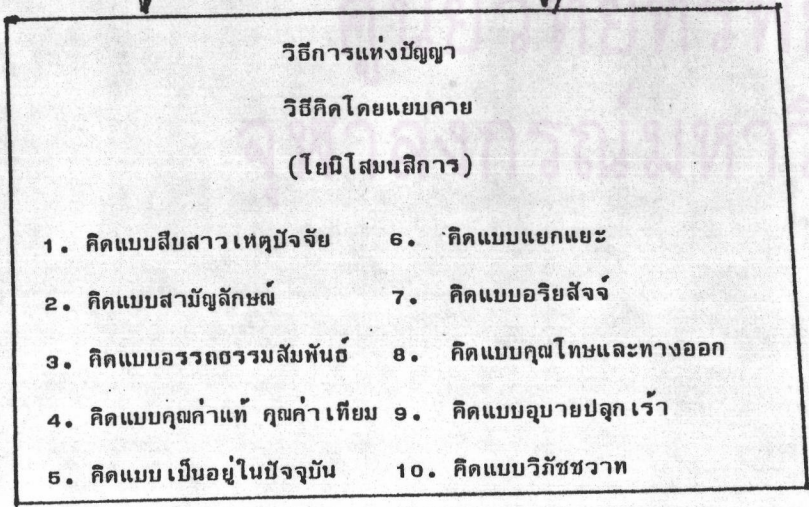 วิธีการแห่งปัญญา
วิธีคิดโดยแยบคาย
(โยนิโสมนสิการ)
1. คิดแบบสืบสาวเหตุปัจจัย 6. คิดแบบแยกแยะ
2. คิดแบบสามัญลักษณ์ 7. คิดแบบอริยสัจจ์
3. คิดแบบอรรถธรรมสัมพันธ์ 8. คิดแบบคุณโทษและทางออก
4. คิดแบบคุณค่าแท้ คุณค่าเทียม 9. คิดแบบอุบายปลุกเร้า
5. คิดแบบเป็นอยู่ในปัจจุบัน 10. คิดแบบวิภัชชวาท